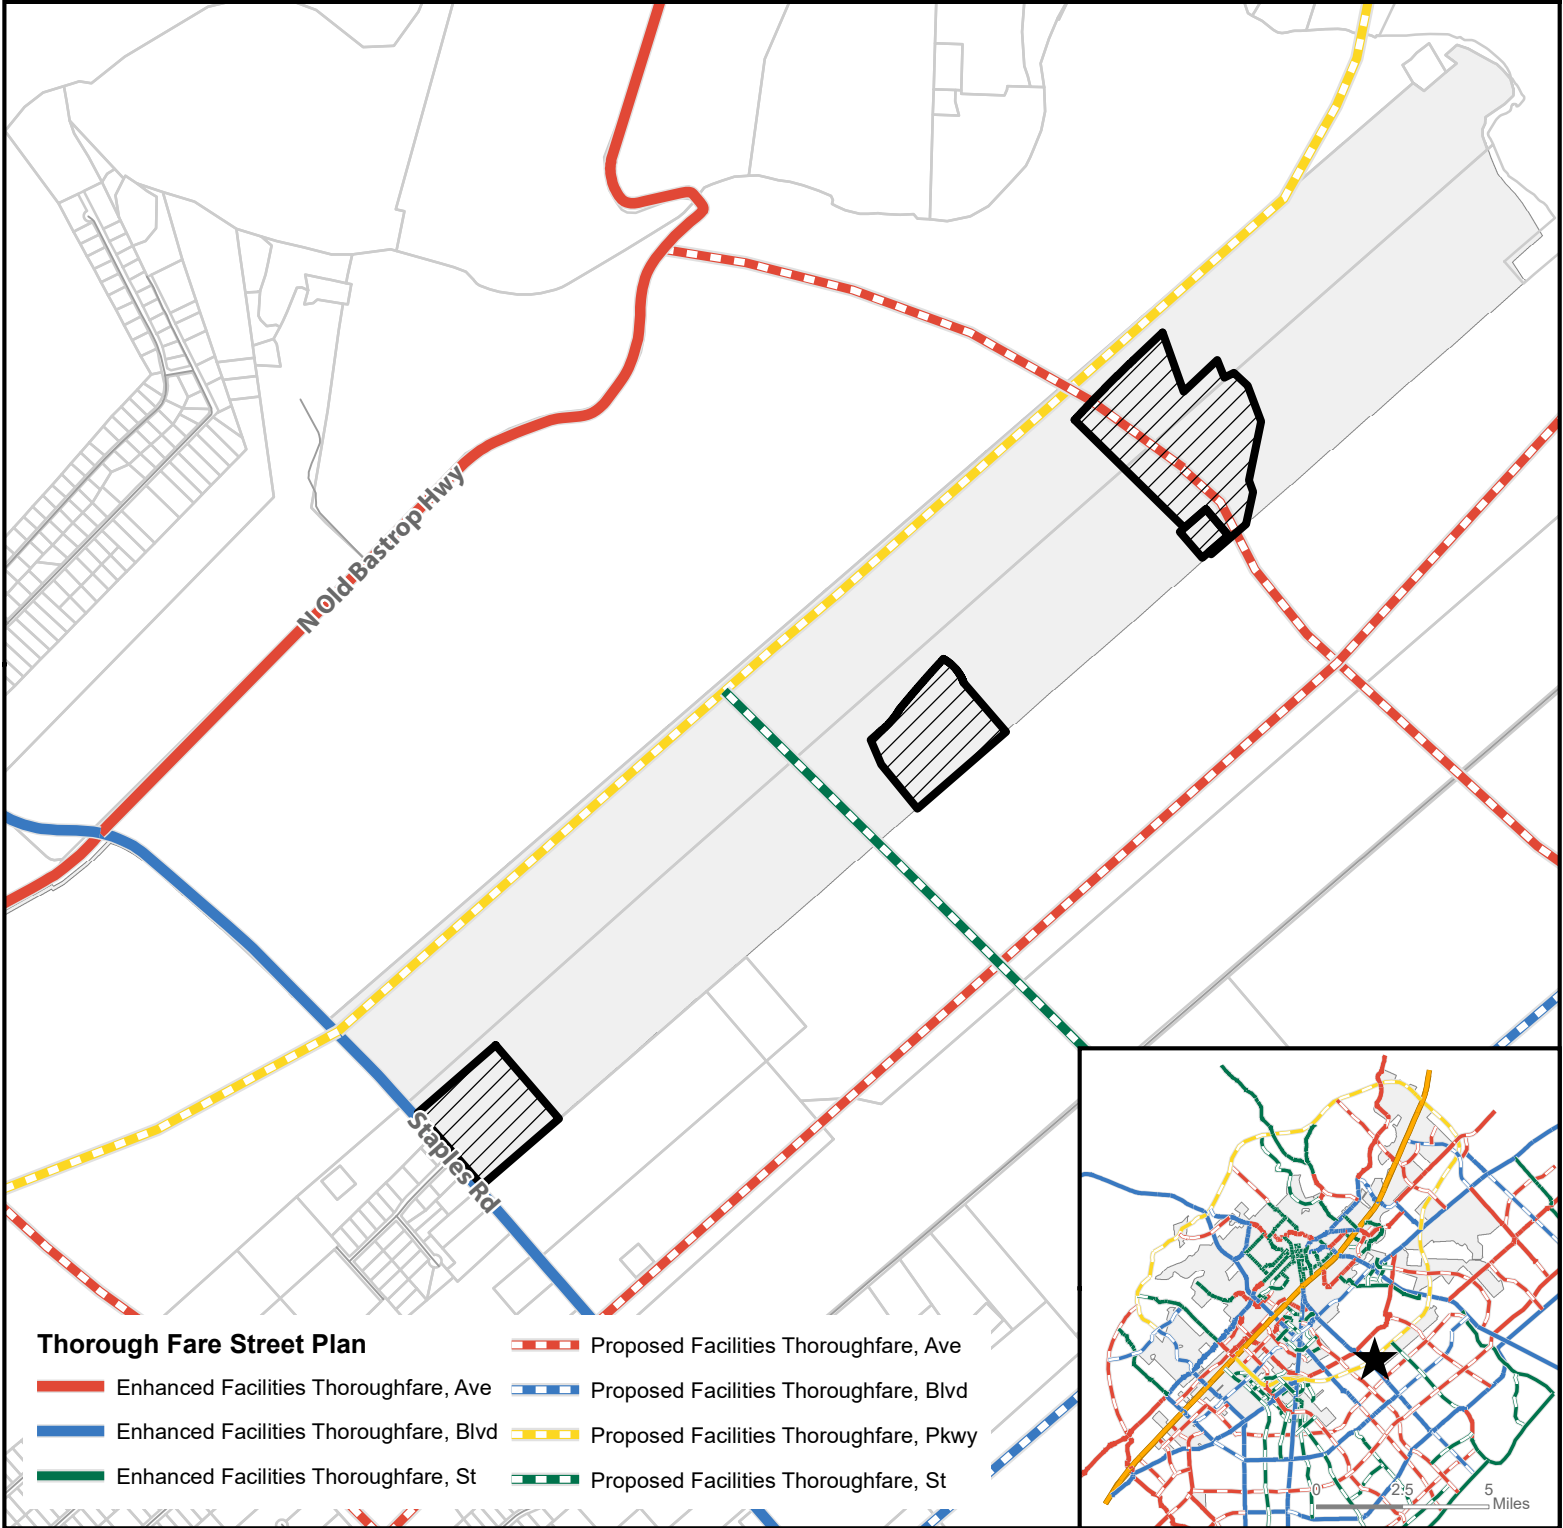 N Old Bastrop Hwy
Staples Rd
Thorough Fare Street Plan
Enhanced Facilities Thoroughfare, Ave
Enhanced Facilities Thoroughfare, Blvd
Enhanced Facilities Thoroughfare, St
Proposed Facilities Thoroughfare, Ave
Proposed Facilities Thoroughfare, Blvd
Proposed Facilities Thoroughfare, Pkwy
Proposed Facilities Thoroughfare, St
0 2.5 5
Miles